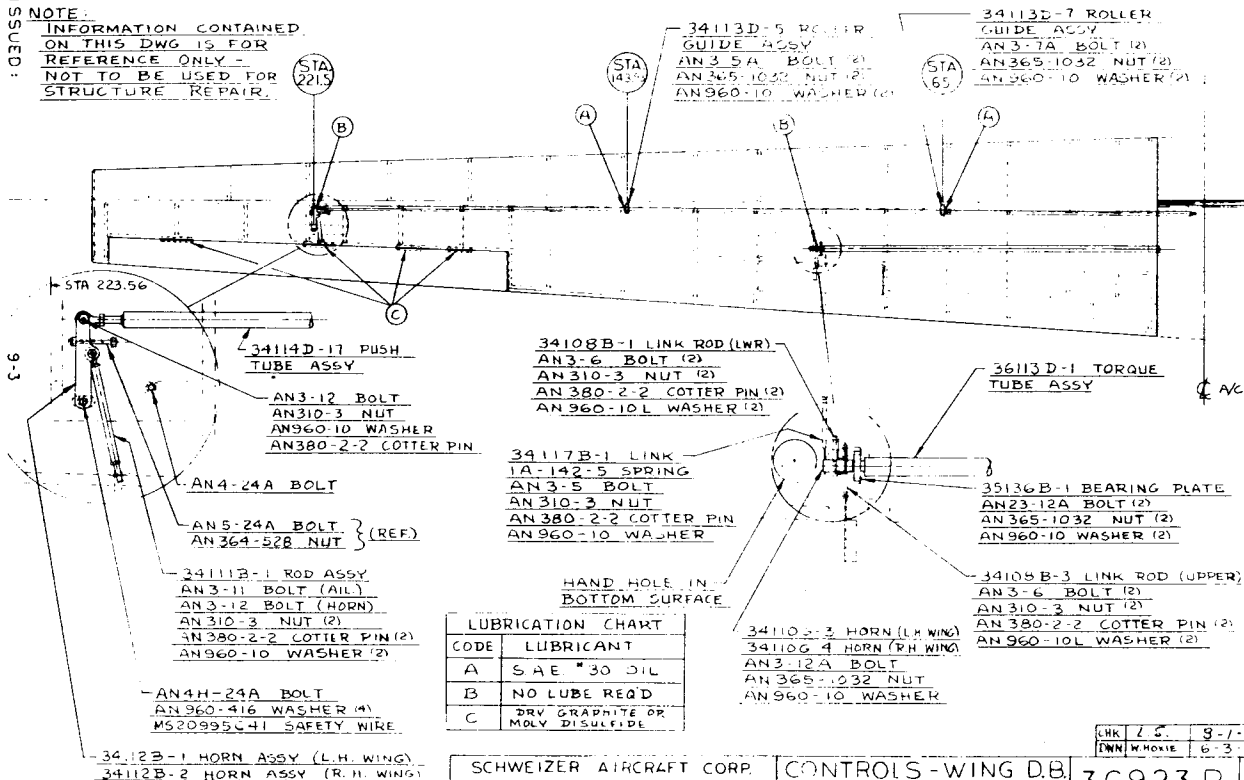 ISSUED:
NOTE:
INFORMATION CONTAINED
ON THIS DWG IS FOR
REFERENCE ONLY -
NOT TO BE USED FOR
STRUCTURE REPAIR.
STA
221.5
B
A
34113D-5 ROLLER
GUIDE ASSY
AN3-5A BOLT (2)
AN365-1032 NUT (2)
AN960-10 WASHER (2)
STA
STA
65
34113D-7 ROLLER
GUIDE ASSY
AN3-7A BOLT (2)
AN365-1032 NUT (2)
AN960-10 WASHER (2)
B
A
STA 223.56
C
9-3
34114D-17 PUSH
TUBE ASSY
AN3-12 BOLT
AN310-3 NUT
AN960-10 WASHER
AN380-2-2 COTTER PIN
AN4-24A BOLT
AN5-24A BOLT
AN364-528 NUT
(REF.)
34111B-1 ROD ASSY
AN3-11 BOLT (AIL.)
AN3-12 BOLT (HORN)
AN310-3 NUT (2)
AN380-2-2 COTTER PIN (2)
AN960-10 WASHER (2)
AN4H-24A BOLT
AN960-416 WASHER (4)
MS20995C41 SAFETY WIRE
34112B-1 HORN ASSY (L.H. WING)
34112B-2 HORN ASSY (R.H. WING)
34108B-1 LINK ROD (LWR)
AN3-6 BOLT (2)
AN310-3 NUT (2)
AN380-2-2 COTTER PIN (2)
AN960-10L WASHER (2)
34117B-1 LINK
1A-142-5 SPRING
AN3-5 BOLT
AN310-3 NUT
AN380-2-2 COTTER PIN
AN960-10 WASHER
HAND HOLE IN
BOTTOM SURFACE
36113D-1 TORQUE
TUBE ASSY
℄ A/C
35136B-1 BEARING PLATE
AN23-12A BOLT (2)
AN365-1032 NUT (2)
AN960-10 WASHER (2)
34108B-3 LINK ROD (UPPER)
AN3-6 BOLT (2)
AN310-3 NUT (2)
AN380-2-2 COTTER PIN (2)
AN960-10L WASHER (2)
34110G-3 HORN (L.H. WING)
34110G-4 HORN (R.H. WING)
AN3-12A BOLT
AN365-1032 NUT
AN960-10 WASHER
LUBRICATION CHART
CODE LUBRICANT
A S.A.E. #30 OIL
B NO LUBE REQ'D
C DRY GRAPHITE OR
MOLY DISULFIDE
CHK L.S.
DWN W.HOXIE 6-3-
SCHWEIZER AIRCRAFT CORP. CONTROLS-WING D.B.